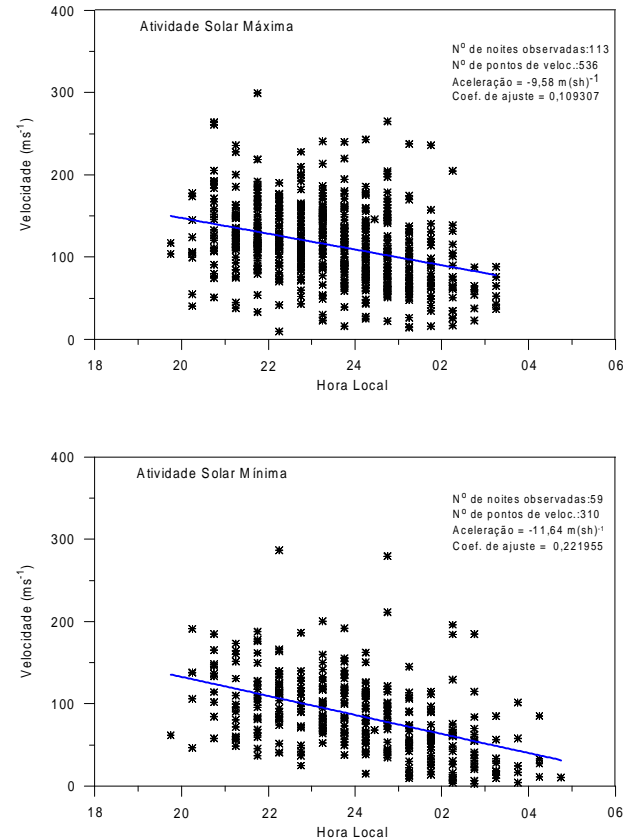 400
Atividade Solar Máxima
Nº de noites observadas:113
Nº de pontos de veloc.:536
Aceleração = -9,58 m(sh)⁻¹
Coef. de ajuste = 0,109307
300
200
100
0
Velocidade (ms⁻¹)
18 20 22 24 02 04 06
Hora Local
400
Atividade Solar Mínima
Nº de noites observadas:59
Nº de pontos de veloc.:310
Aceleração = -11,64 m(sh)⁻¹
Coef. de ajuste = 0,221955
300
200
100
0
Velocidade (ms⁻¹)
18 20 22 24 02 04 06
Hora Local